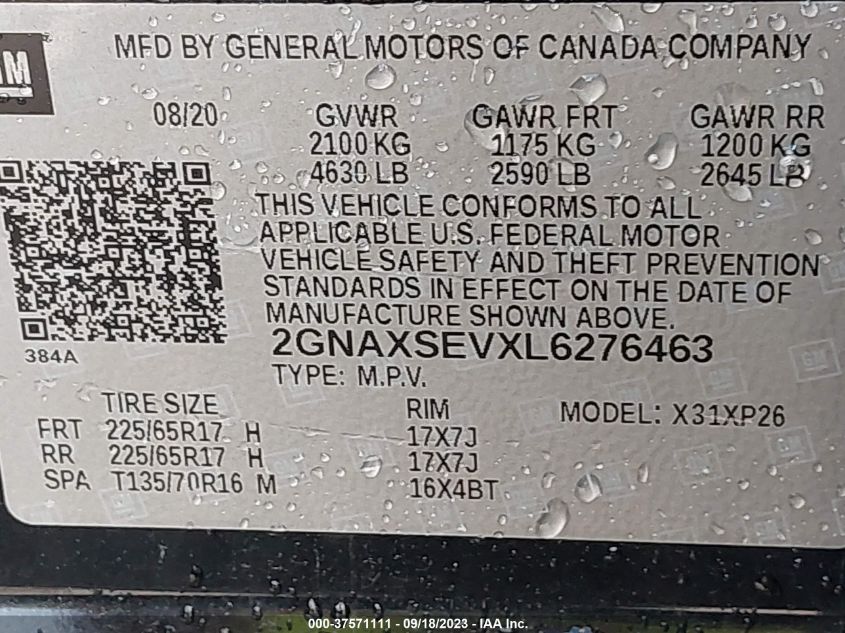 GM
MFD BY GENERAL MOTORS OF CANADA COMPANY
08/20 GVWR GAWR FRT GAWR RR
2100 KG 1175 KG 1200 KG
4630 LB 2590 LB 2645 LB
THIS VEHICLE CONFORMS TO ALL
APPLICABLE U.S. FEDERAL MOTOR
VEHICLE SAFETY AND THEFT PREVENTION
STANDARDS IN EFFECT ON THE DATE OF
MANUFACTURE SHOWN ABOVE.
2GNAXSEVXL6276463
384A
TYPE: M.P.V.
TIRE SIZE RIM MODEL: X31XP26
FRT 225/65R17 H 17X7J
RR 225/65R17 H 17X7J
SPA T135/70R16 M 16X4BT
000-37571111 - 09/18/2023 - IAA Inc.